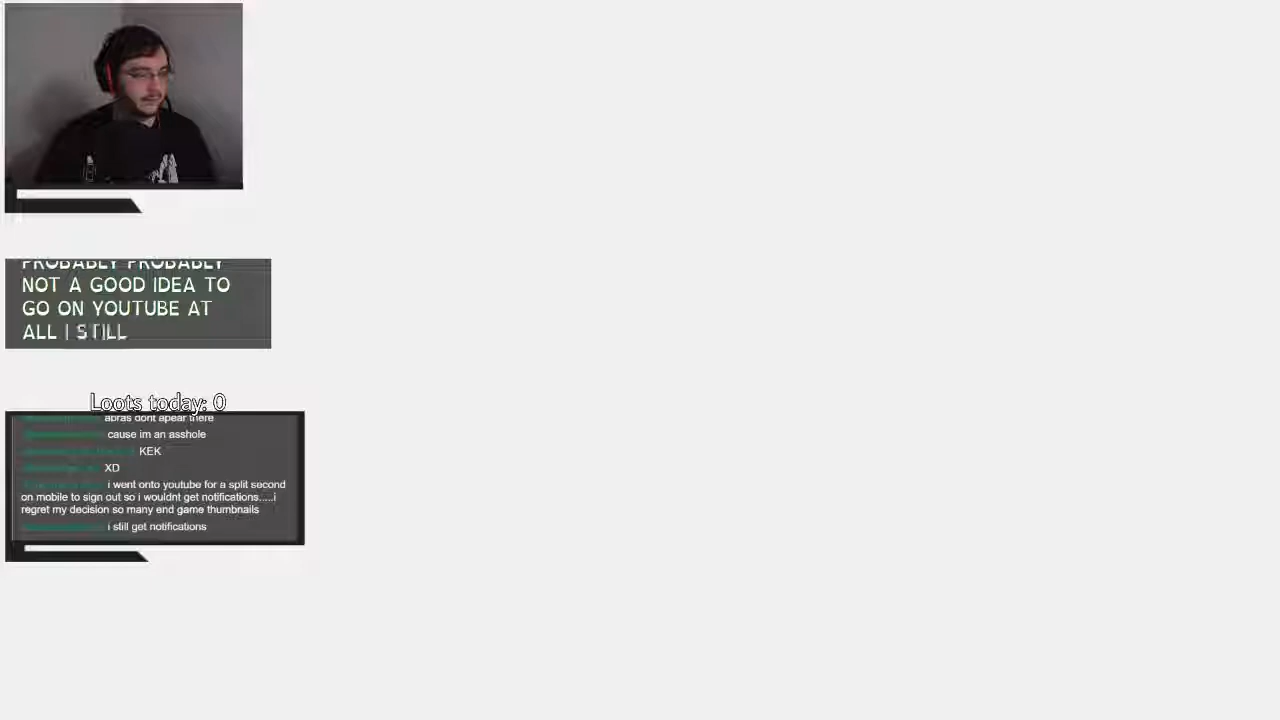 PROBABLY PROBABLY
NOT A GOOD IDEA TO
GO ON YOUTUBE AT
ALL I STILL
Loots today: 0
abras dont apear there
cause im an asshole
KEK
XD
i went onto youtube for a split second
on mobile to sign out so i wouldnt get notifications.....i
regret my decision so many end game thumbnails
i still get notifications